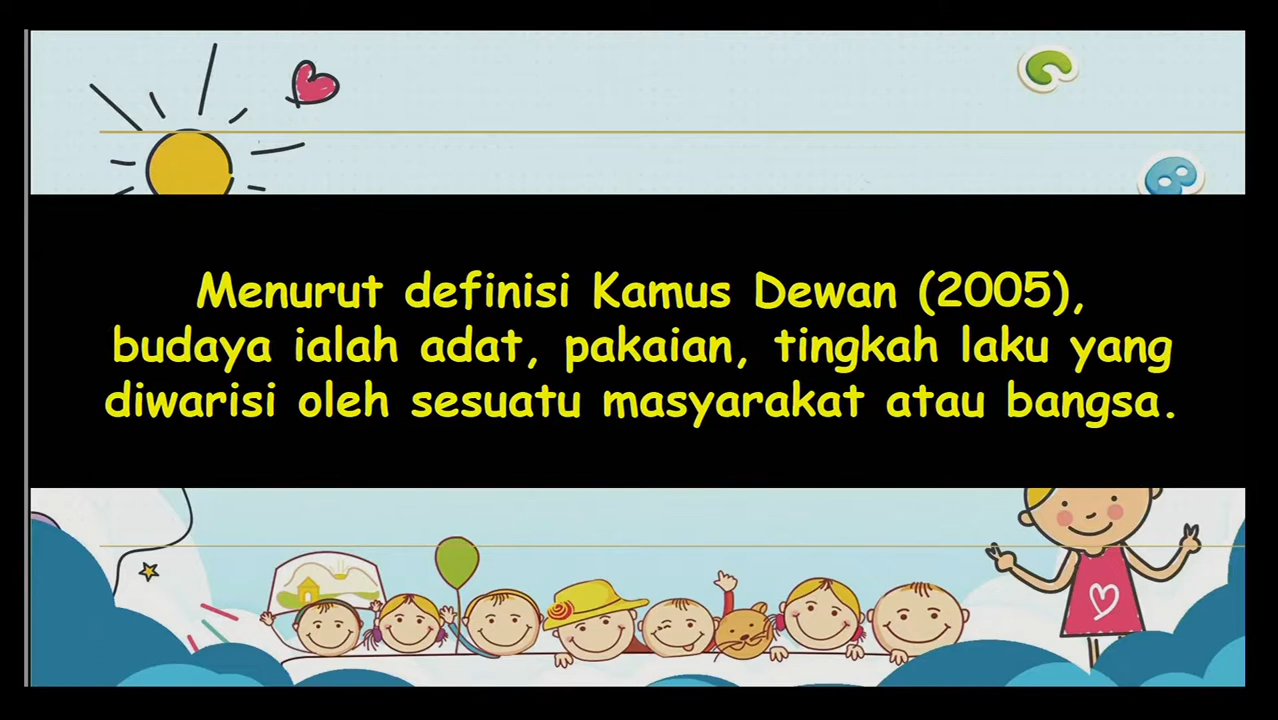 Menurut definisi Kamus Dewan (2005),
budaya ialah adat, pakaian, tingkah laku yang
diwarisi oleh sesuatu masyarakat atau bangsa.